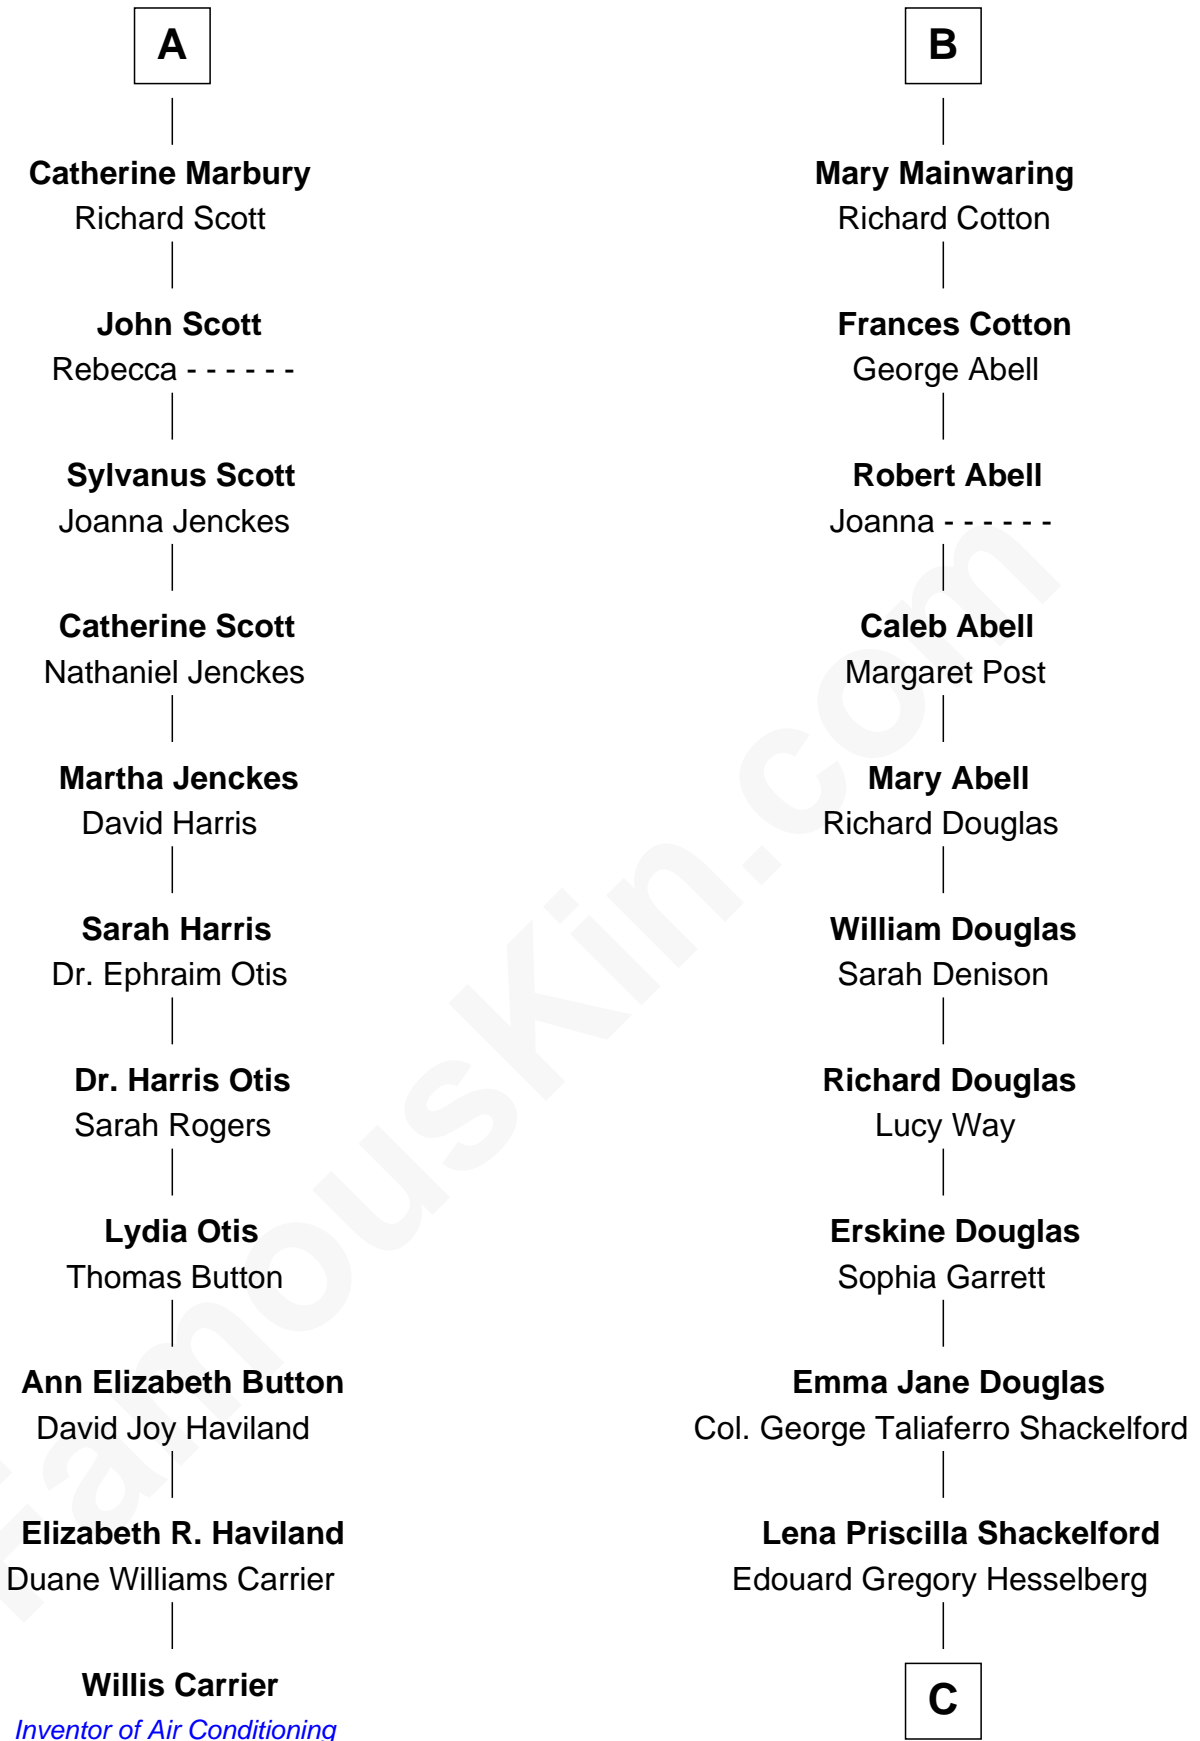 A
Catherine Marbury
Richard Scott
John Scott
Rebecca - - - - - -
Sylvanus Scott
Joanna Jenckes
Catherine Scott
Nathaniel Jenckes
Martha Jenckes
David Harris
Sarah Harris
Dr. Ephraim Otis
Dr. Harris Otis
Sarah Rogers
Lydia Otis
Thomas Button
Ann Elizabeth Button
David Joy Haviland
Elizabeth R. Haviland
Duane Williams Carrier
Willis Carrier
Inventor of Air Conditioning
B
Mary Mainwaring
Richard Cotton
Frances Cotton
George Abell
Robert Abell
Joanna - - - - - -
Caleb Abell
Margaret Post
Mary Abell
Richard Douglas
William Douglas
Sarah Denison
Richard Douglas
Lucy Way
Erskine Douglas
Sophia Garrett
Emma Jane Douglas
Col. George Taliaferro Shackelford
Lena Priscilla Shackelford
Edouard Gregory Hesselberg
C
FamousKin.com